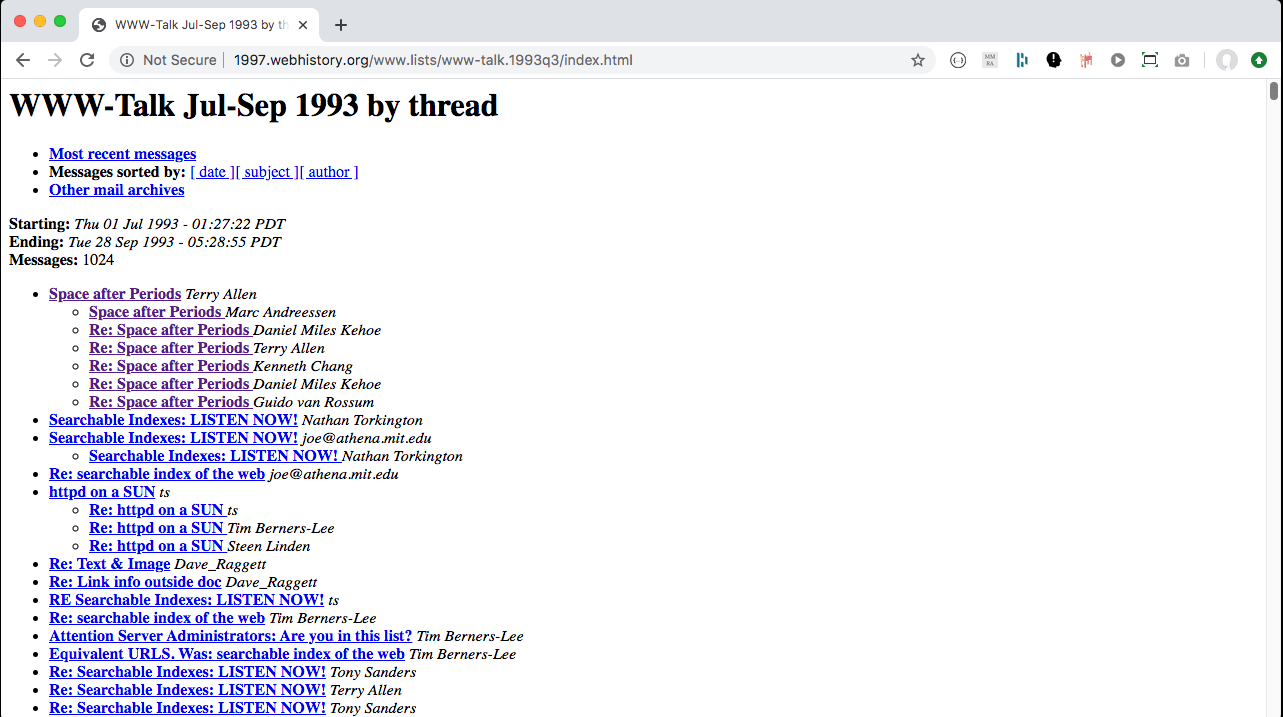 WWW-Talk Jul-Sep 1993 by th
Not Secure 1997.webhistory.org/www.lists/www-talk.1993q3/index.html
WWW-Talk Jul-Sep 1993 by thread
Most recent messages
Messages sorted by: [ date ][ subject ][ author ]
Other mail archives
Starting: Thu 01 Jul 1993 - 01:27:22 PDT
Ending: Tue 28 Sep 1993 - 05:28:55 PDT
Messages: 1024
Space after Periods Terry Allen
Space after Periods Marc Andreessen
Re: Space after Periods Daniel Miles Kehoe
Re: Space after Periods Terry Allen
Re: Space after Periods Kenneth Chang
Re: Space after Periods Daniel Miles Kehoe
Re: Space after Periods Guido van Rossum
Searchable Indexes: LISTEN NOW! Nathan Torkington
Searchable Indexes: LISTEN NOW! joe@athena.mit.edu
Searchable Indexes: LISTEN NOW! Nathan Torkington
Re: searchable index of the web joe@athena.mit.edu
httpd on a SUN ts
Re: httpd on a SUN ts
Re: httpd on a SUN Tim Berners-Lee
Re: httpd on a SUN Steen Linden
Re: Text & Image Dave_Raggett
Re: Link info outside doc Dave_Raggett
RE Searchable Indexes: LISTEN NOW! ts
Re: searchable index of the web Tim Berners-Lee
Attention Server Administrators: Are you in this list? Tim Berners-Lee
Equivalent URLS. Was: searchable index of the web Tim Berners-Lee
Re: Searchable Indexes: LISTEN NOW! Tony Sanders
Re: Searchable Indexes: LISTEN NOW! Terry Allen
Re: Searchable Indexes: LISTEN NOW! Tony Sanders